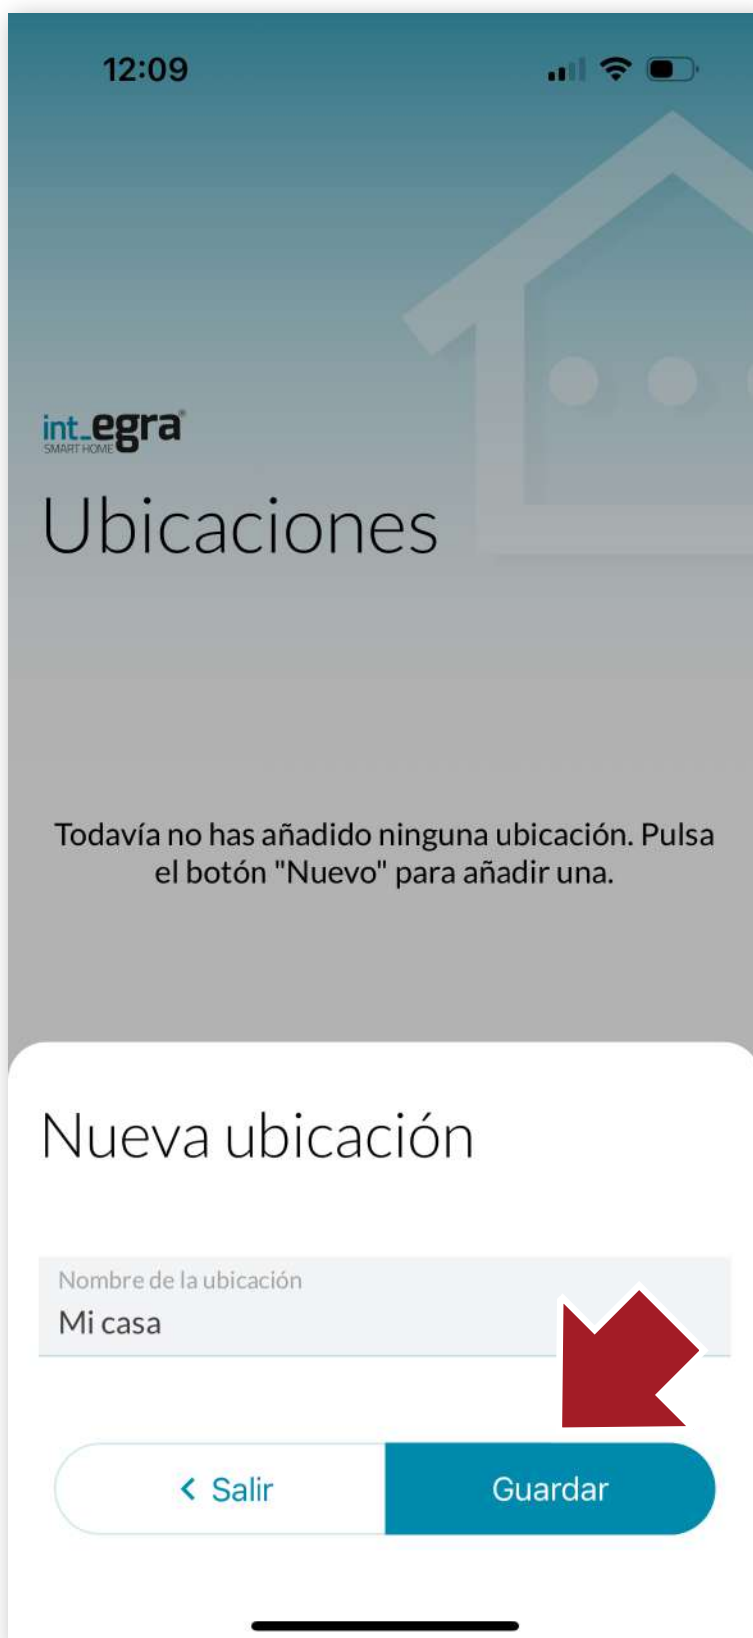 12:09
int_egra®
SMART HOME
Ubicaciones
Todavía no has añadido ninguna ubicación. Pulsa
el botón "Nuevo" para añadir una.
Nueva ubicación
Nombre de la ubicación
Mi casa
< Salir
Guardar